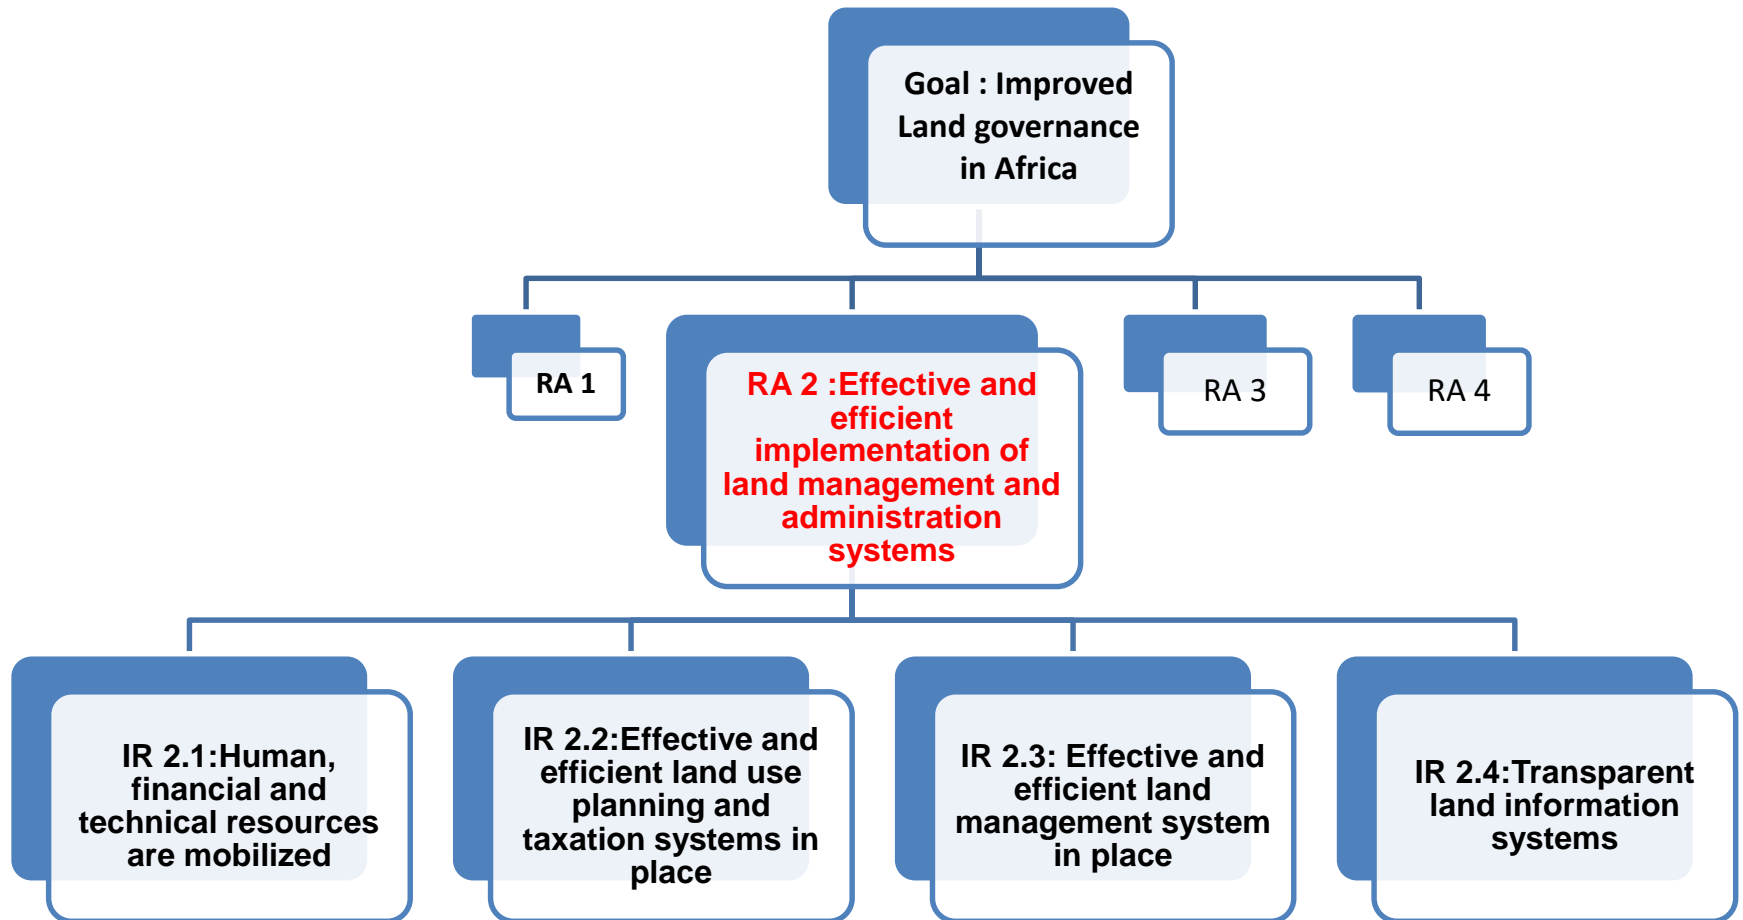 Goal : Improved
Land governance
in Africa
RA 1
RA 2 :Effective and
efficient
implementation of
land management and
administration
systems
RA 3
RA 4
IR 2.1:Human,
financial and
technical resources
are mobilized
IR 2.2:Effective and
efficient land use
planning and
taxation systems in
place
IR 2.3: Effective and
efficient land
management system
in place
IR 2.4:Transparent
land information
systems